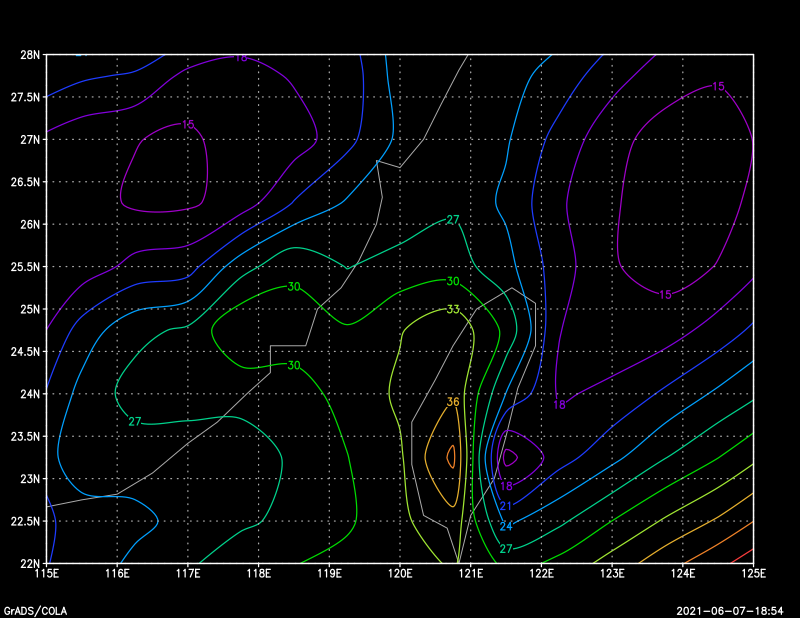 28N
18
27.5N
15
15
27N
26.5N
26N
27
25.5N
15
30
30
25N
33
24.5N
30
24N
36
18
27
23.5N
23N
18
21
22.5N
24
27
22N
115E 116E 117E 118E 119E 120E 121E 122E 123E 124E 125E
GrADS/COLA
2021-06-07-18:54